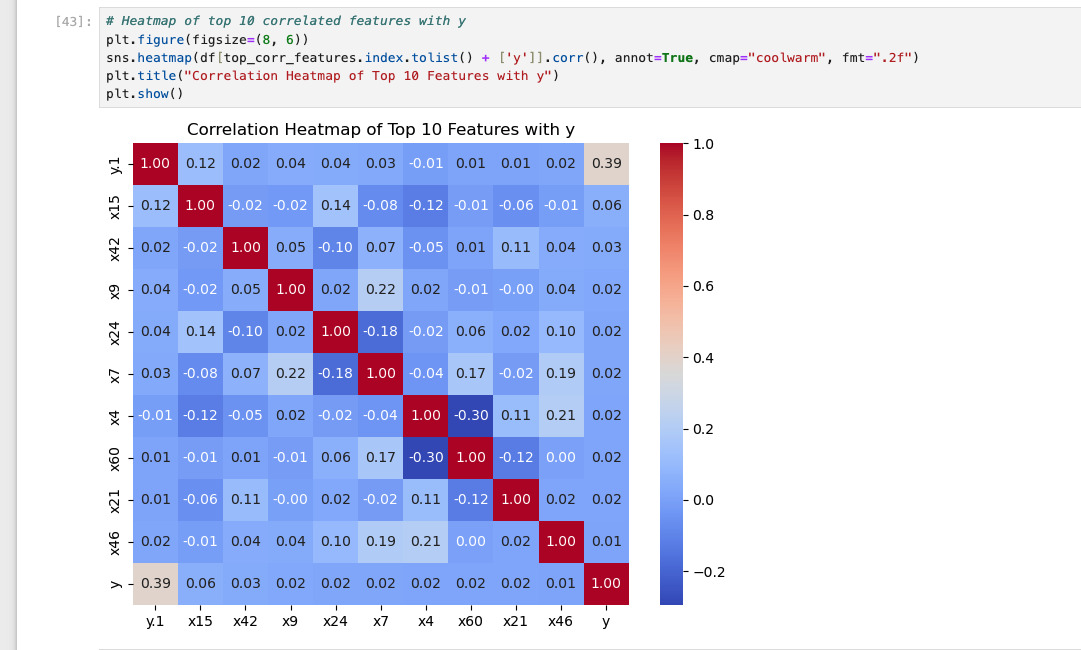 [43]: # Heatmap of top 10 correlated features with y
plt.figure(figsize=(8, 6))
sns.heatmap(df[top_corr_features.index.tolist() + ['y']].corr(), annot=True, cmap="coolwarm", fmt=".2f")
plt.title("Correlation Heatmap of Top 10 Features with y")
plt.show()
Correlation Heatmap of Top 10 Features with y
y.1 1.00 0.12 0.02 0.04 0.04 0.03 -0.01 0.01 0.01 0.02 0.39
x15 0.12 1.00 -0.02 -0.02 0.14 -0.08 -0.12 -0.01 -0.06 -0.01 0.06
x42 0.02 -0.02 1.00 0.05 -0.10 0.07 -0.05 0.01 0.11 0.04 0.03
x9 0.04 -0.02 0.05 1.00 0.02 0.22 0.02 -0.01 -0.00 0.04 0.02
x24 0.04 0.14 -0.10 0.02 1.00 -0.18 -0.02 0.06 0.02 0.10 0.02
x7 0.03 -0.08 0.07 0.22 -0.18 1.00 -0.04 0.17 -0.02 0.19 0.02
x4 -0.01 -0.12 -0.05 0.02 -0.02 -0.04 1.00 -0.30 0.11 0.21 0.02
x60 0.01 -0.01 0.01 -0.01 0.06 0.17 -0.30 1.00 -0.12 0.00 0.02
x21 0.01 -0.06 0.11 -0.00 0.02 -0.02 0.11 -0.12 1.00 0.02 0.02
x46 0.02 -0.01 0.04 0.04 0.10 0.19 0.21 0.00 0.02 1.00 0.01
y 0.39 0.06 0.03 0.02 0.02 0.02 0.02 0.02 0.02 0.01 1.00
y.1 x15 x42 x9 x24 x7 x4 x60 x21 x46 y
1.0
0.8
0.6
0.4
0.2
0.0
−0.2